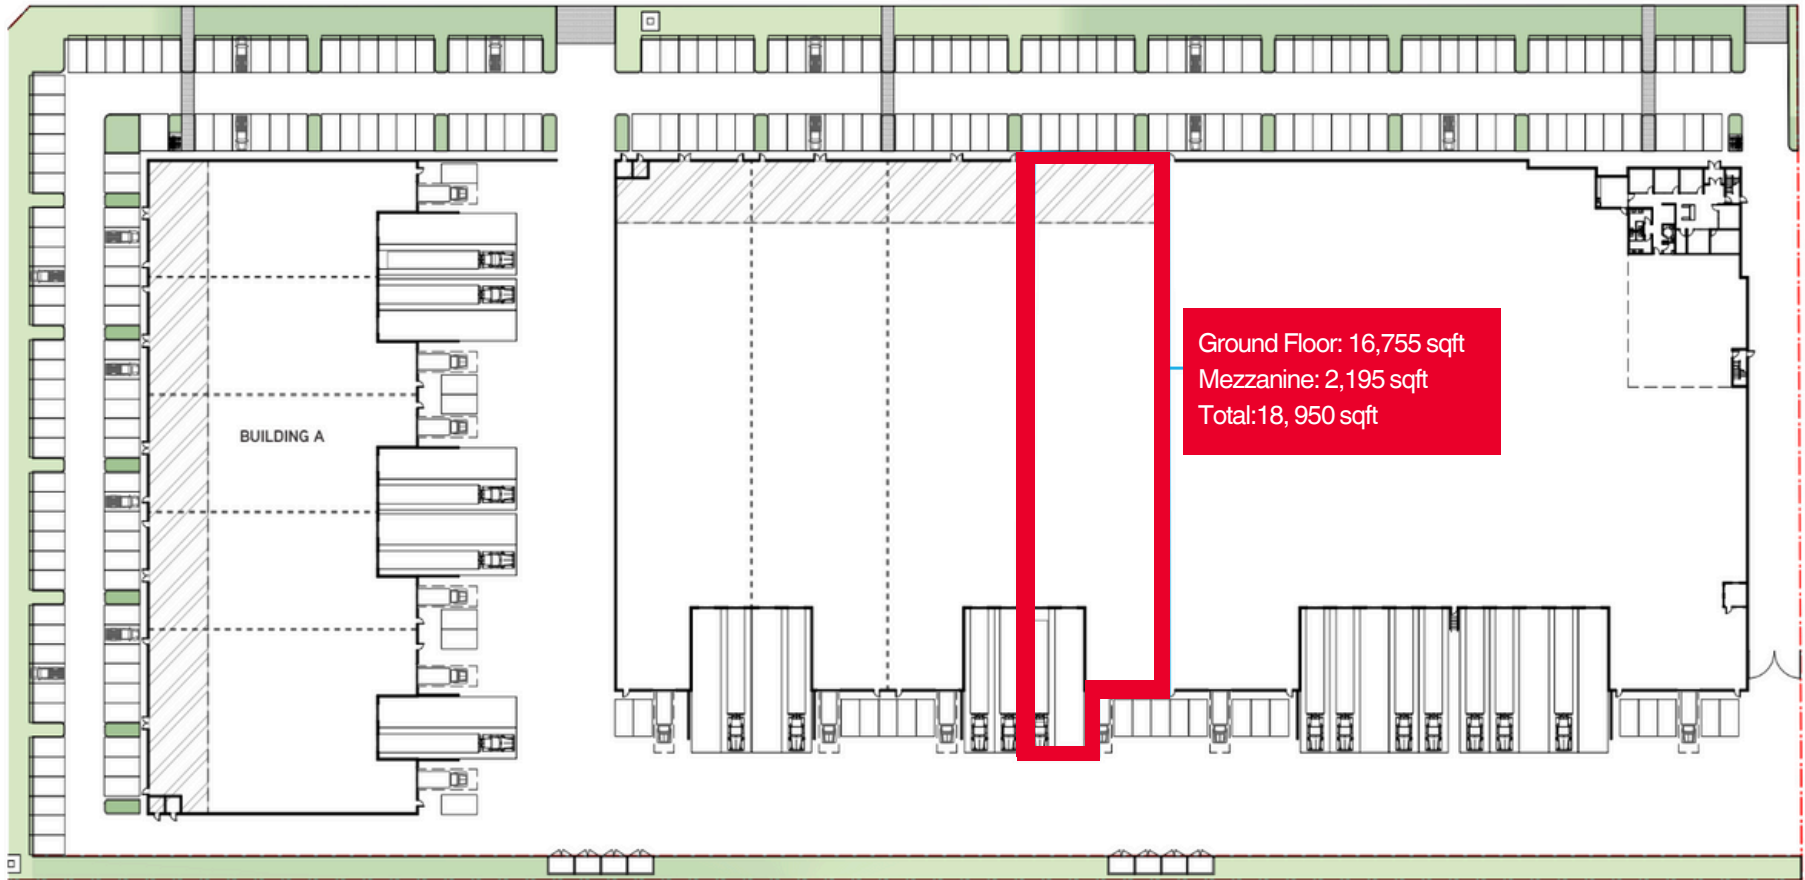 Ground Floor: 16,755 sqft
Mezzanine: 2,195 sqft
Total:18, 950 sqft
BUILDING A